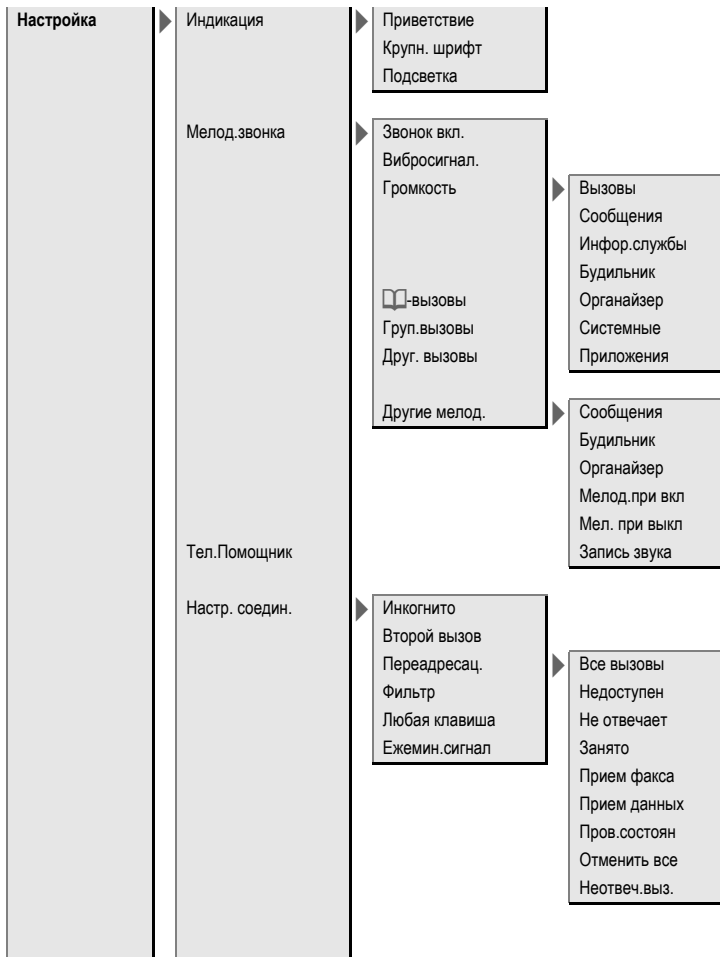 Настройка
Индикация
Приветствие
Крупн. шрифт
Подсветка
Мелод.звонка
Звонок вкл.
Вибросигнал.
Громкость
Вызовы
Сообщения
Инфор.службы
Будильник
Органайзер
Системные
Приложения
-вызовы
Груп.вызовы
Друг. вызовы
Другие мелод.
Сообщения
Будильник
Органайзер
Мелод.при вкл
Мел. при выкл
Запись звука
Тел.Помощник
Настр. соедин.
Инкогнито
Второй вызов
Переадресац.
Все вызовы
Недоступен
Не отвечает
Занято
Прием факса
Прием данных
Пров.состоян
Отменить все
Неотвеч.выз.
Фильтр
Любая клавиша
Ежемин.сигнал